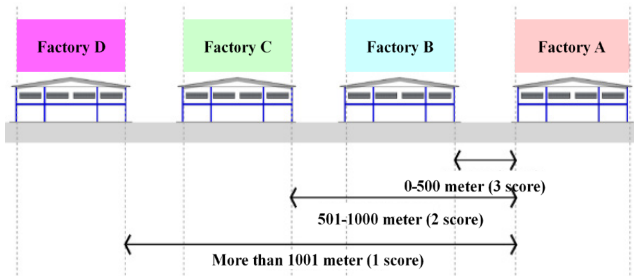 Factory D
Factory C
Factory B
Factory A
0-500 meter (3 score)
501-1000 meter (2 score)
More than 1001 meter (1 score)